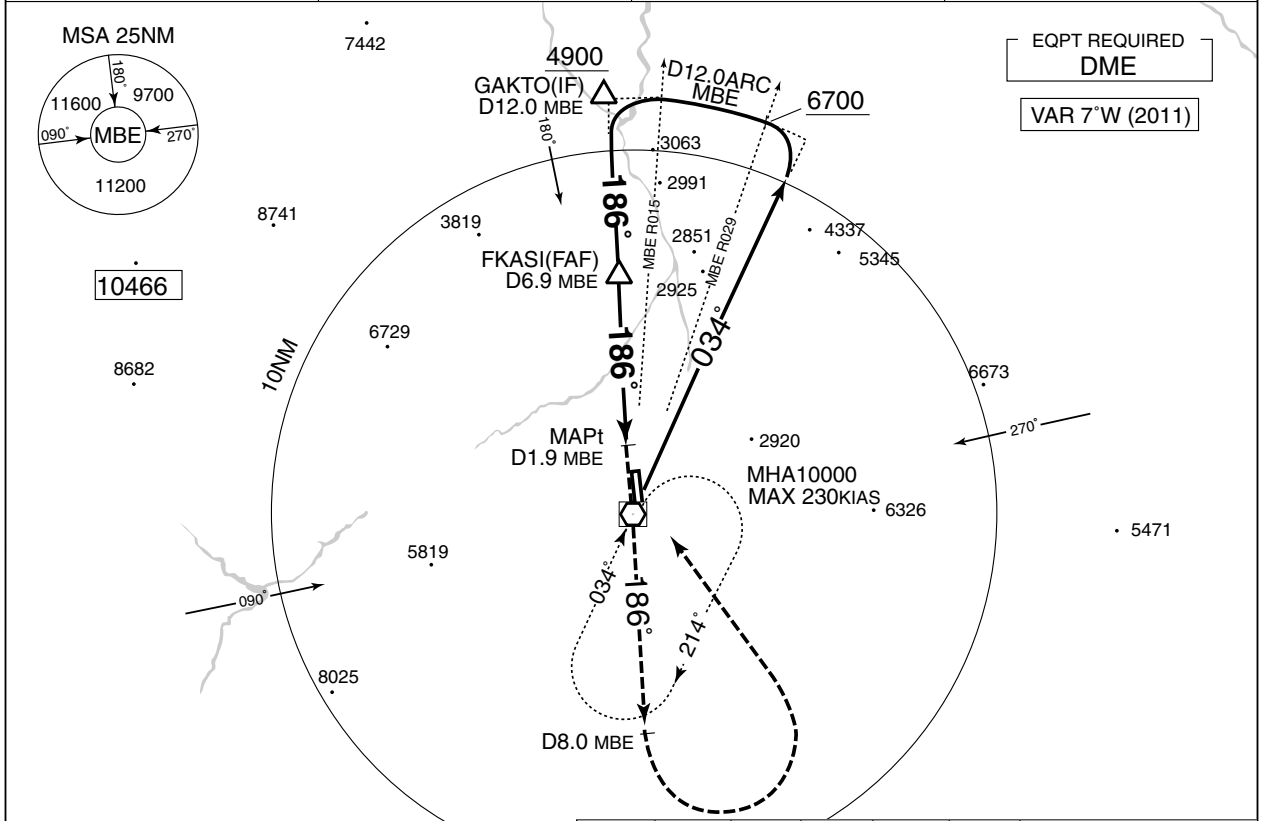 MSA 25NM
180°
11600
9700
090°
MBE
270°
11200
7442
4900
GAKTO(IF)
D12.0 MBE
180°
D12.0ARC
MBE
6700
EQPT REQUIRED
DME
VAR 7°W (2011)
3063
2991
186°
MBE R015
MBE R029
8741
3819
2851
4337
5345
FKASI(FAF)
D6.9 MBE
2925
10466
034°
186°
6729
10NM
8682
6673
270°
MAPt
D1.9 MBE
2920
MHA10000
MAX 230KIAS
6326
5471
5819
034°
186°
214°
090°
8025
D8.0 MBE